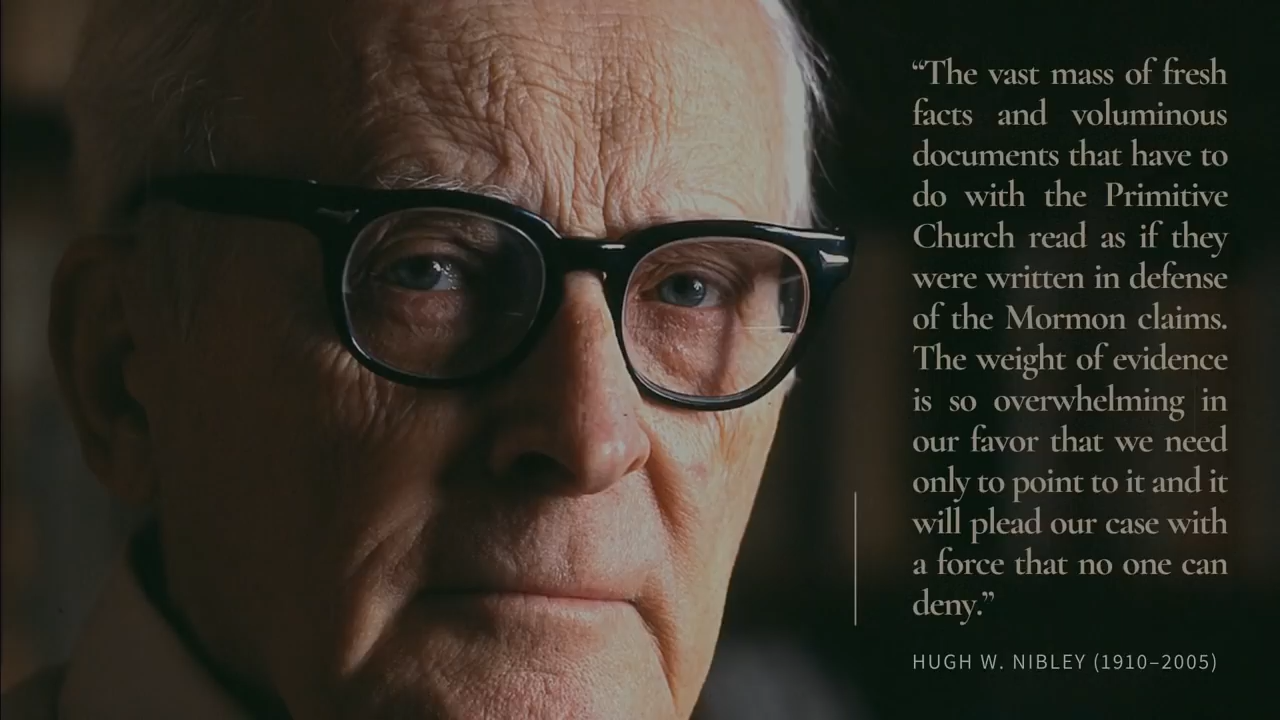 “The vast mass of fresh
facts and voluminous
documents that have to
do with the Primitive
Church read as if they
were written in defense
of the Mormon claims.
The weight of evidence
is so overwhelming in
our favor that we need
only to point to it and it
will plead our case with
a force that no one can
deny.”
HUGH W. NIBLEY (1910–2005)